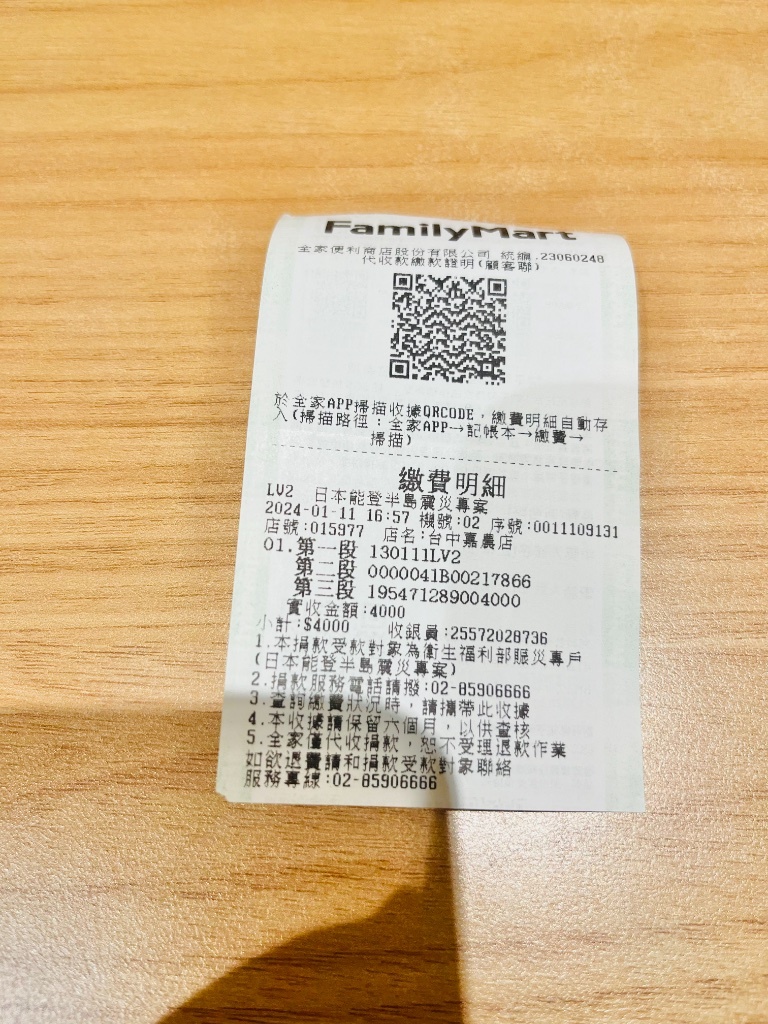 FamilyMart
全家便利商店股份有限公司 統編:23060248
代收款繳款證明(顧客聯)
於全家APP掃描收據QRCODE，繳費明細自動存
入(掃描路徑：全家APP→記帳本→繳費→
掃描)
繳費明細
LV2 日本能登半島震災專案
2024-01-11 16:57 機號:02 序號:0011109131
店號:015977 店名:台中嘉農店
01.第一段 130111LV2
第二段 0000041B00217866
第三段 195471289004000
實收金額:4000
小計:$4000 收銀員:25572028736
1.本捐款受款對象為衛生福利部賑災專戶
(日本能登半島震災專案)
2.捐款服務電話請撥:02-85906666
3.查詢繳費狀況時，請攜帶此收據
4.本收據請保留六個月，以供查核
5.全家僅代收捐款，恕不受理退款作業
如欲退費請和捐款受款對象聯絡
服務專線:02-85906666